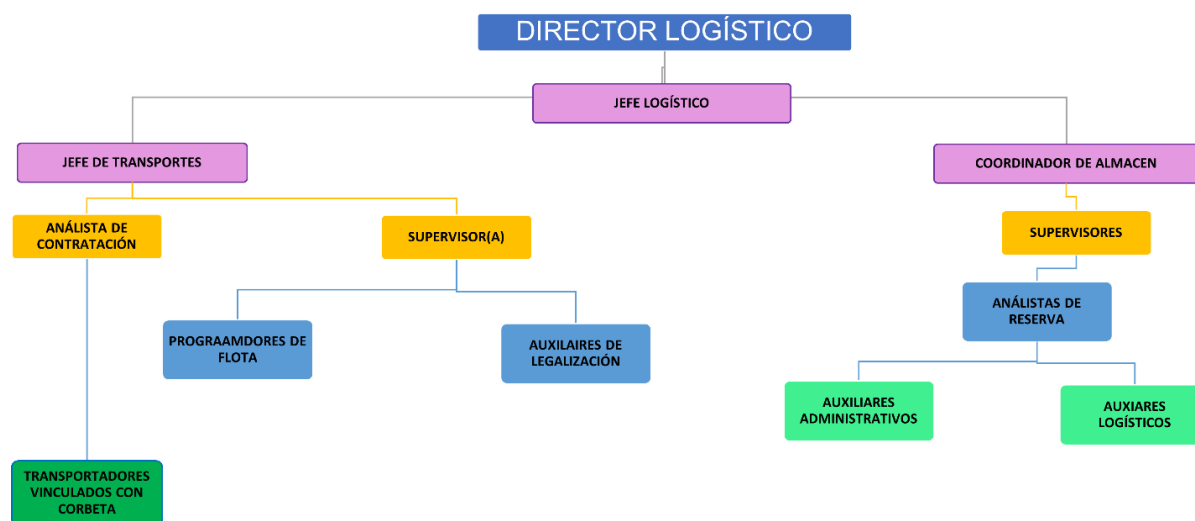 DIRECTOR LOGÍSTICO
JEFE LOGÍSTICO
JEFE DE TRANSPORTES
COORDINADOR DE ALMACEN
ANÁLISTA DE
CONTRATACIÓN
SUPERVISOR(A)
SUPERVISORES
PROGRAAMDORES DE
FLOTA
AUXILAIRES DE
LEGALIZACIÓN
ANÁLISTAS DE
RESERVA
AUXILIARES
ADMINISTRATIVOS
AUXIARES
LOGÍSTICOS
TRANSPORTADORES
VINCULADOS CON
CORBETA